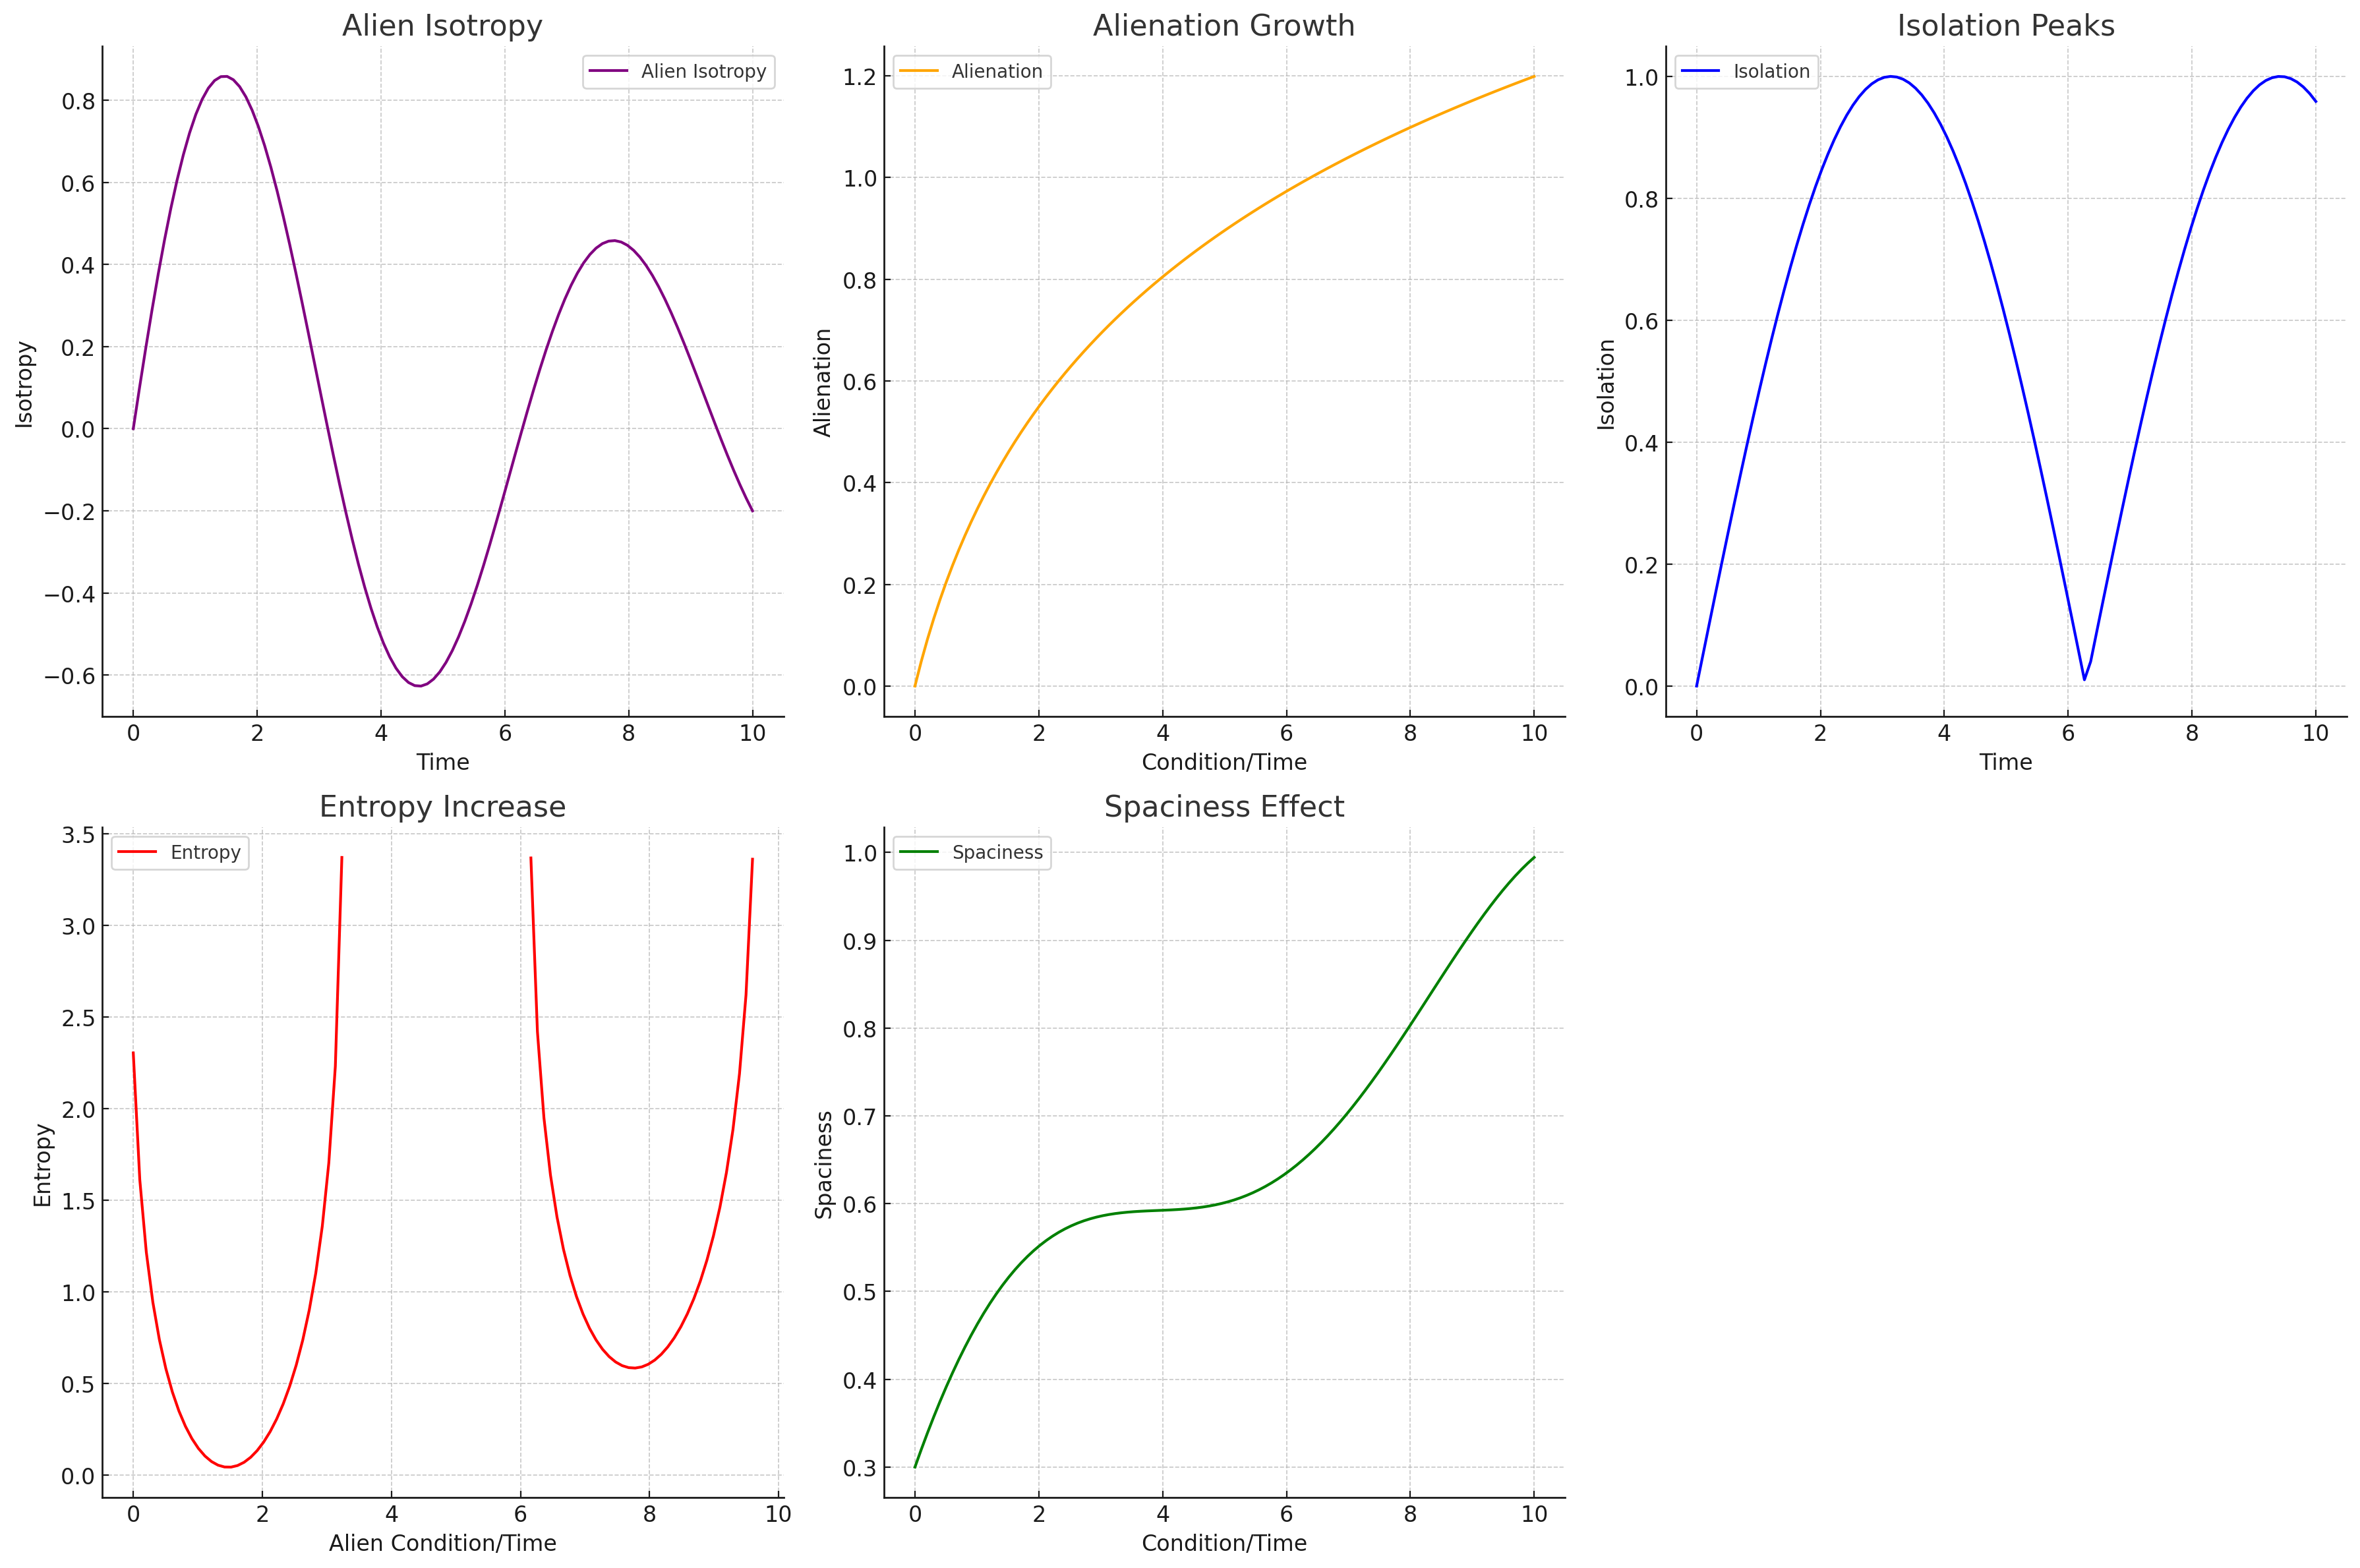 Alien Isotropy
Alien Isotropy
0.8
0.6
0.4
0.2
0.0
−0.2
−0.4
−0.6
Isotropy
0 2 4 6 8 10
Time
Alienation Growth
Alienation
1.2
1.0
0.8
0.6
0.4
0.2
0.0
Alienation
0 2 4 6 8 10
Condition/Time
Isolation Peaks
Isolation
1.0
0.8
0.6
0.4
0.2
0.0
Isolation
0 2 4 6 8 10
Time
Entropy Increase
Entropy
3.5
3.0
2.5
2.0
1.5
1.0
0.5
0.0
Entropy
0 2 4 6 8 10
Alien Condition/Time
Spaciness Effect
Spaciness
1.0
0.9
0.8
0.7
0.6
0.5
0.4
0.3
Spaciness
0 2 4 6 8 10
Condition/Time